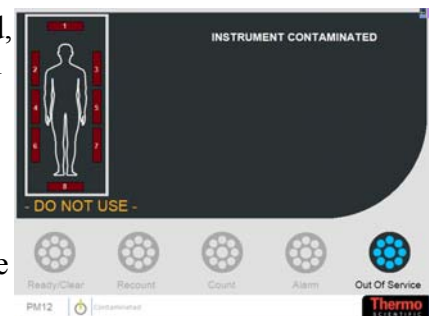 d,
1
INSTRUMENT CONTAMINATED
2
3
4
5
6
7
8
- DO NOT USE -
e
Ready/Clear
Recount
Count
Alarm
Out Of Service
PM12
Contaminated
Thermo
SCIENTIFIC